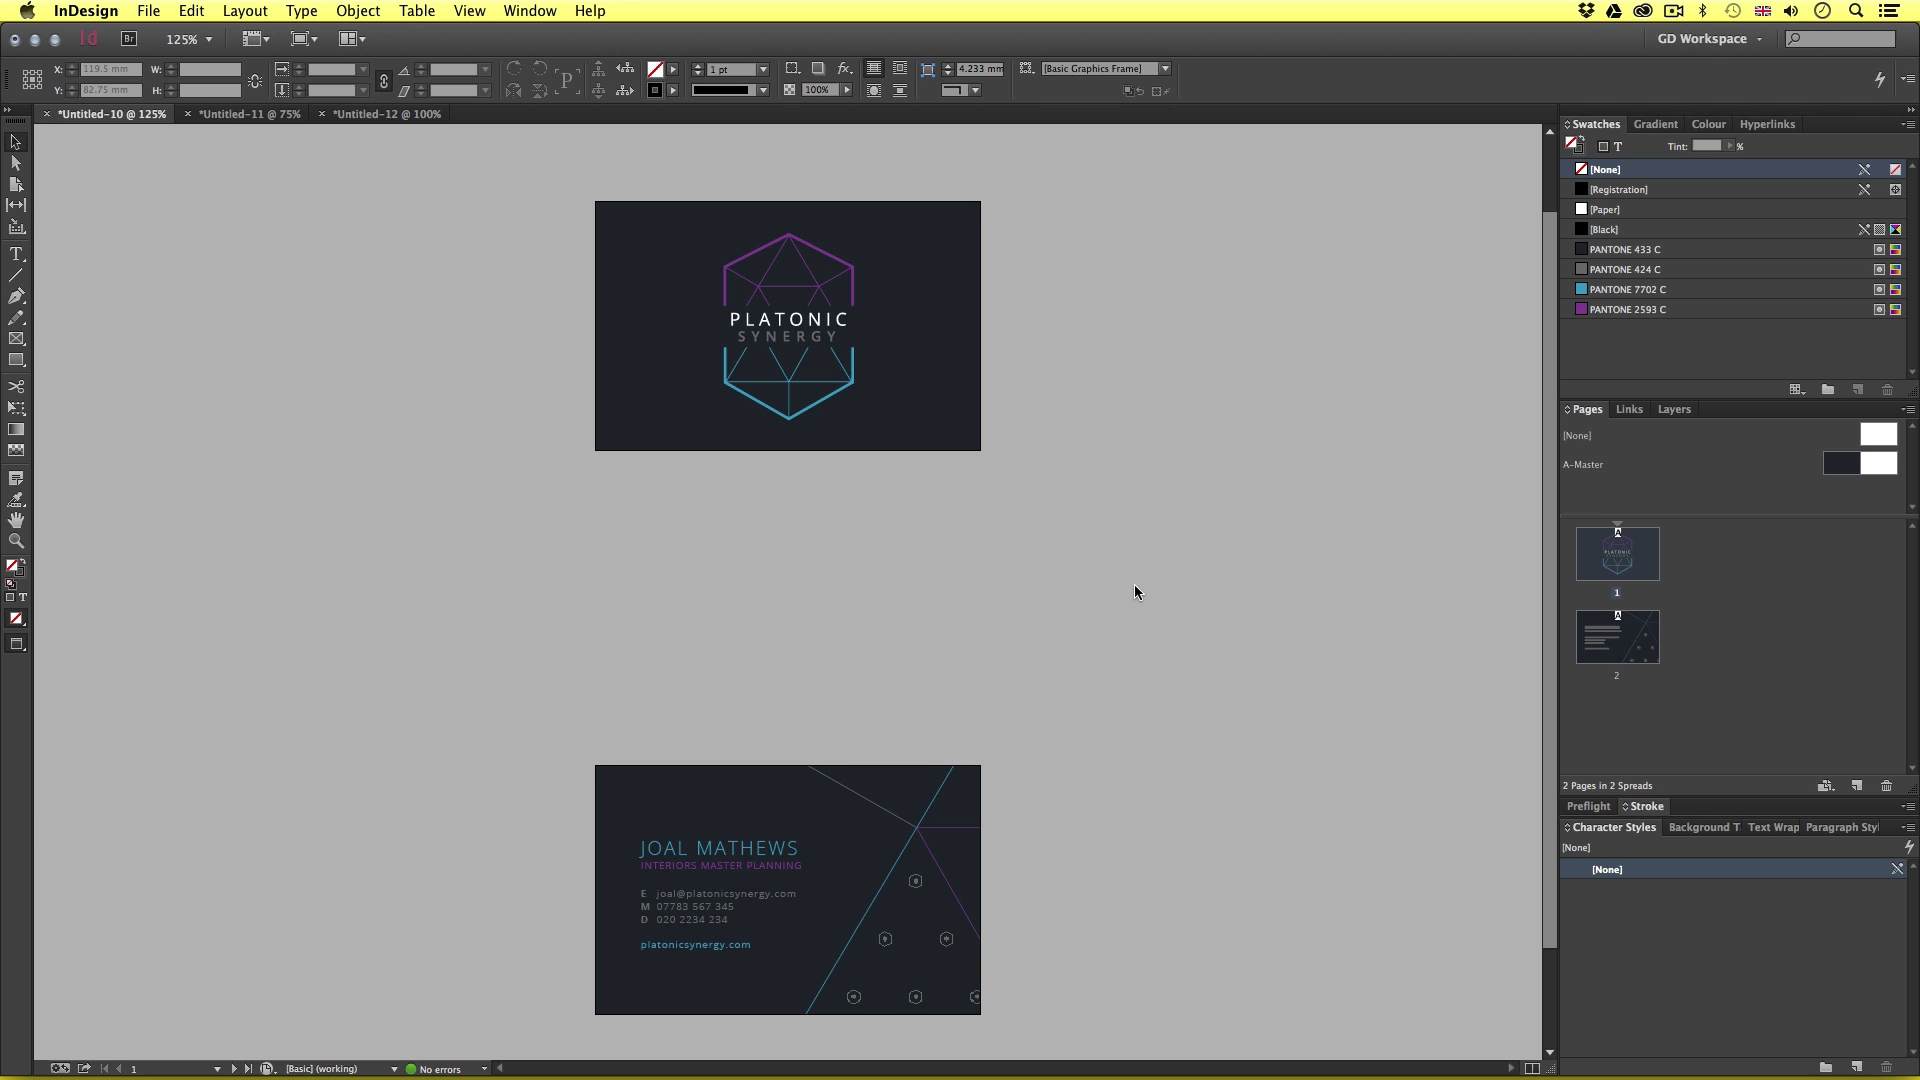 InDesign File Edit Layout Type Object Table View Window Help
Id Br 125% GD Workspace
X: 119.5 mm W: 1 pt 4.233 mm [Basic Graphics Frame]
Y: 82.75 mm H: P fx 100%
*Untitled-10 @ 125% *Untitled-11 @ 75% *Untitled-12 @ 100%
Swatches Gradient Colour Hyperlinks
T Tint: %
[None]
[Registration]
[Paper]
[Black]
PANTONE 433 C
PANTONE 424 C
PANTONE 7702 C
PANTONE 2593 C
PLATONIC
SYNERGY
Pages Links Layers
[None]
A-Master
A
PLATONIC
1
A
2
2 Pages in 2 Spreads
Preflight Stroke
Character Styles Background T Text Wrap Paragraph Styl
[None]
[None]
JOAL MATHEWS
INTERIORS MASTER PLANNING
E joal@platonicsynergy.com
M 07783 567 345
D 020 2234 234
platonicsynergy.com
1 [Basic] (working) No errors